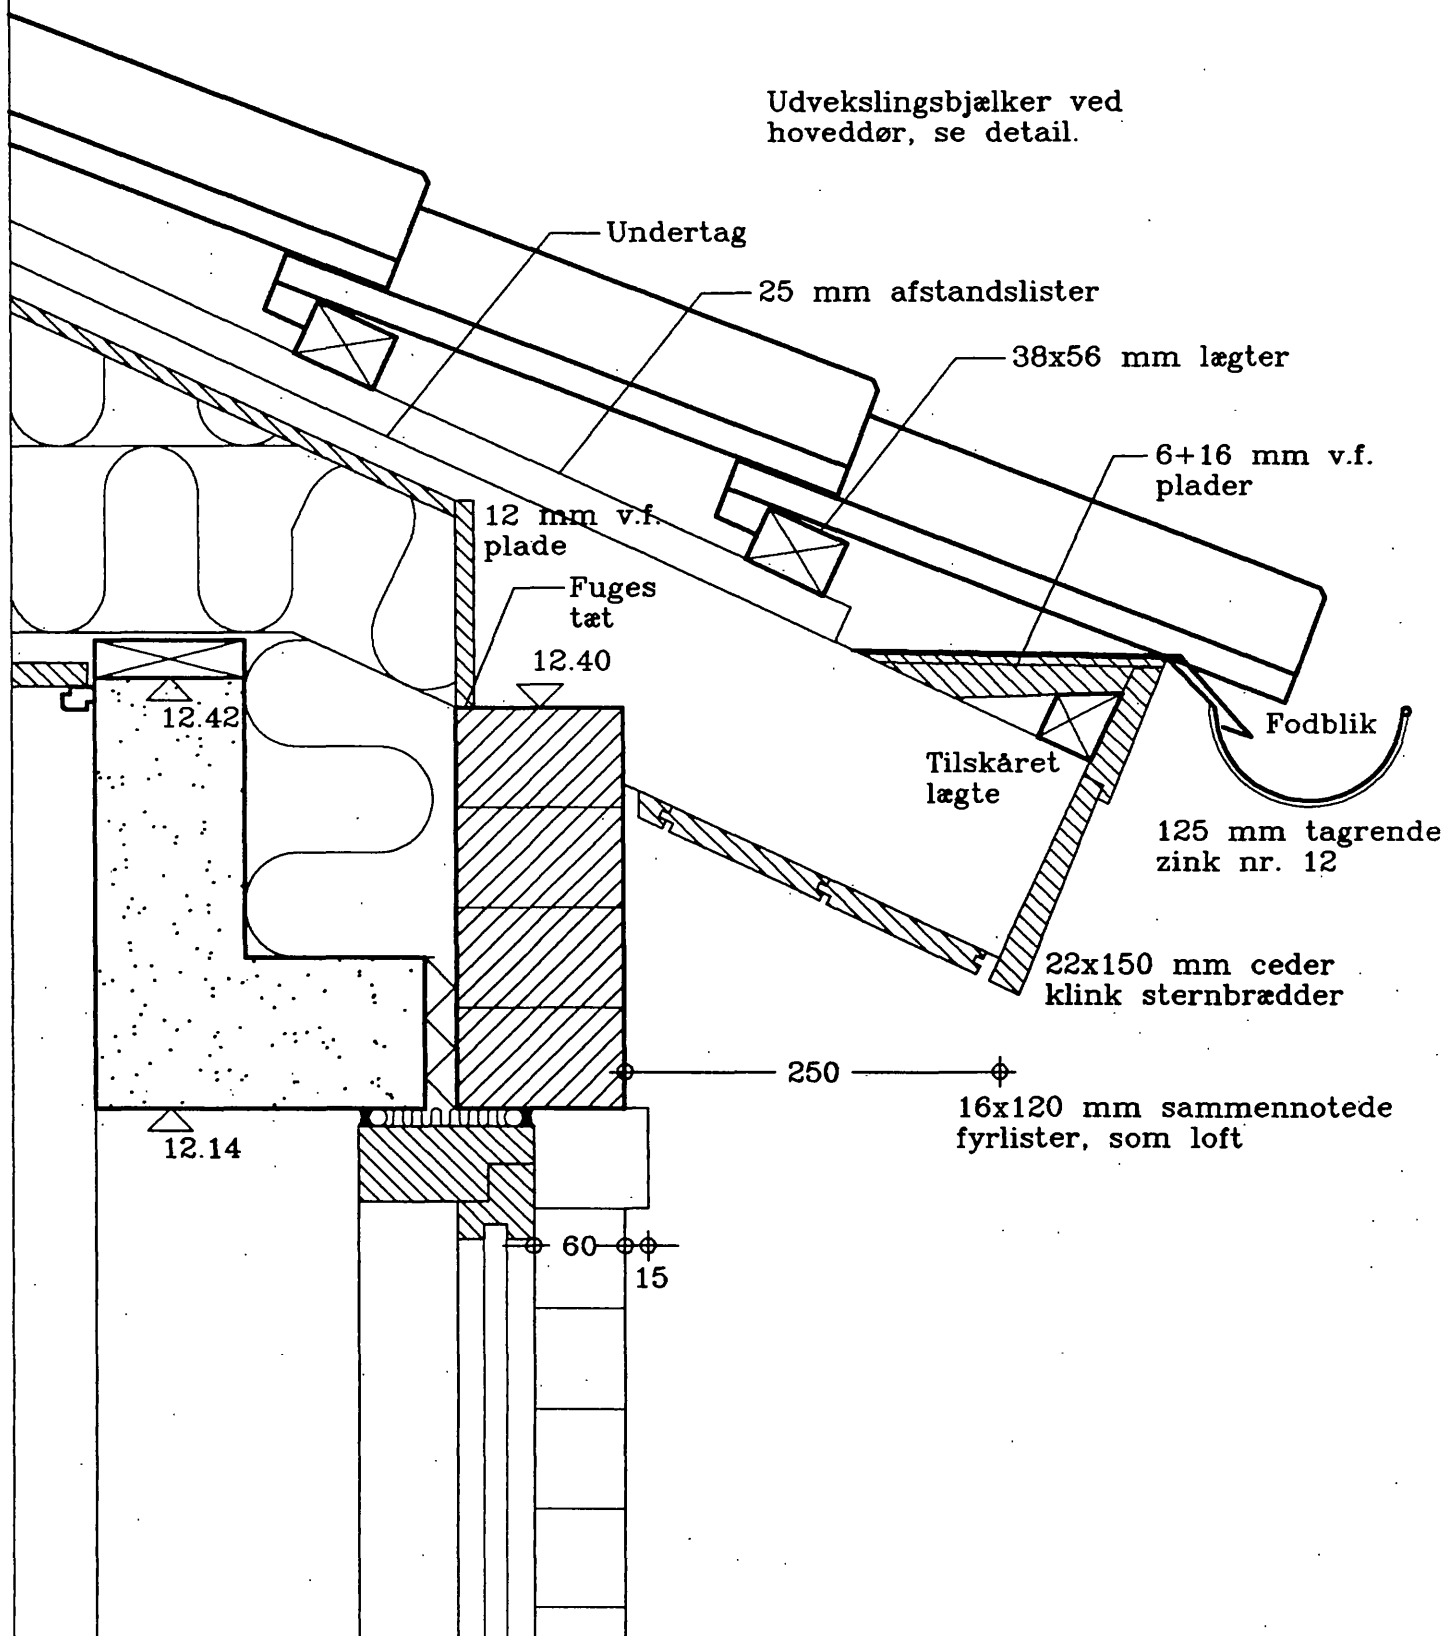 Udvekslingsbjælker ved
hoveddør, se detail.
Undertag
25 mm afstandslister
38x56 mm lægter
6+16 mm v.f.
plader
12 mm v.f.
plade
Fuges
tæt
12.40
12.42
Fodblik
Tilskåret
lægte
125 mm tagrende
zink nr. 12
22x150 mm ceder
klink sternbrædder
250
16x120 mm sammennotede
fyrlister, som loft
12.14
60
15